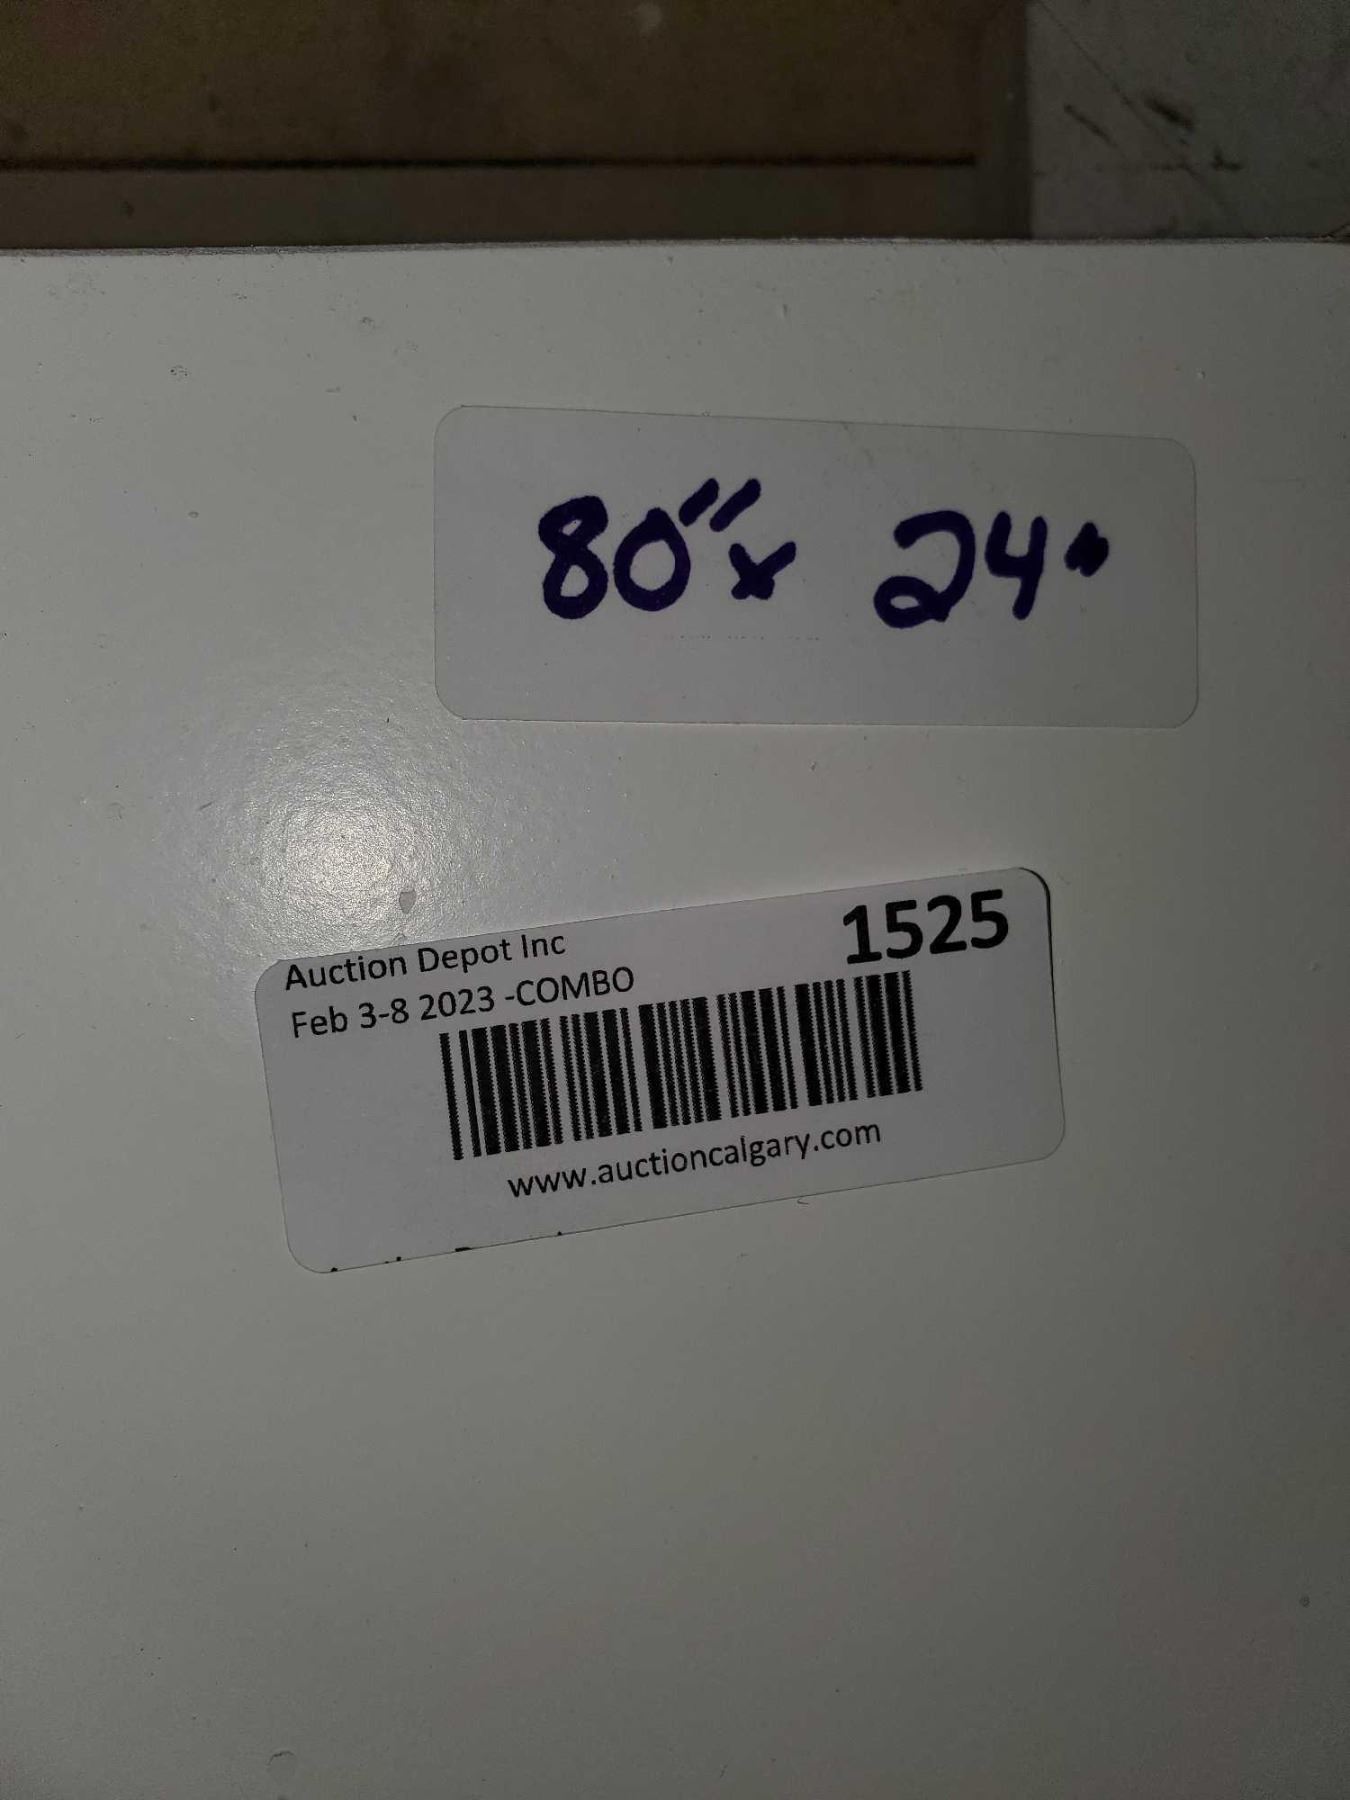 80" x 24"
Auction Depot Inc
1525
Feb 3-8 2023 -COMBO
www.auctioncalgary.com